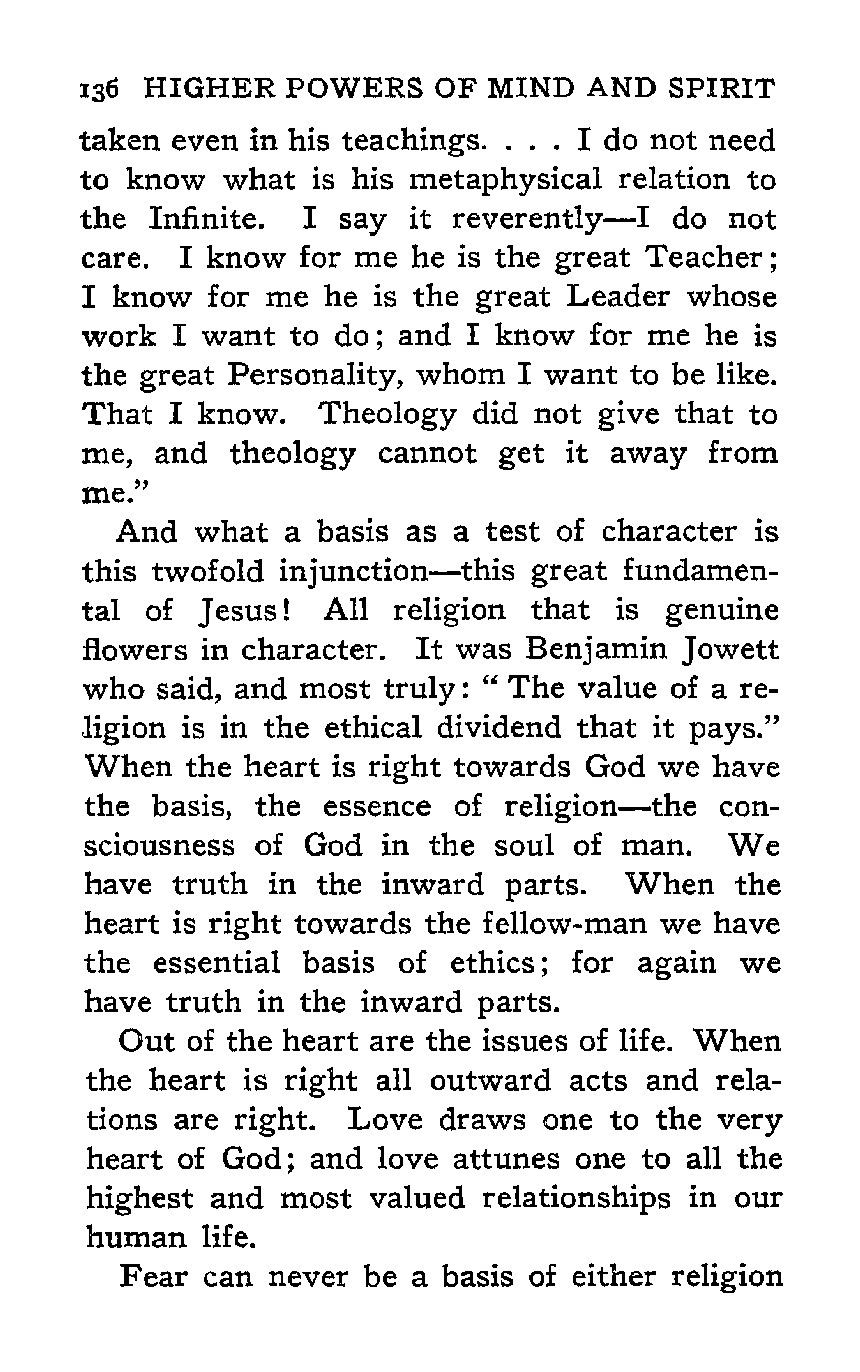 136 HIGHER POWERS OF MIND AND SPIRIT
taken even in his teachings. . . . I do not need
to know what is his metaphysical relation to
the Infinite. I say it reverently—I do not
care. I know for me he is the great Teacher;
I know for me he is the great Leader whose
work I want to do; and I know for me he is
the great Personality, whom I want to be like.
That I know. Theology did not give that to
me, and theology cannot get it away from
me.”
And what a basis as a test of character is
this twofold injunction—this great fundamen-
tal of Jesus! All religion that is genuine
flowers in character. It was Benjamin Jowett
who said, and most truly: “ The value of a re-
ligion is in the ethical dividend that it pays.”
When the heart is right towards God we have
the basis, the essence of religion—the con-
sciousness of God in the soul of man. We
have truth in the inward parts. When the
heart is right towards the fellow-man we have
the essential basis of ethics; for again we
have truth in the inward parts.
Out of the heart are the issues of life. When
the heart is right all outward acts and rela-
tions are right. Love draws one to the very
heart of God; and love attunes one to all the
highest and most valued relationships in our
human life.
Fear can never be a basis of either religion